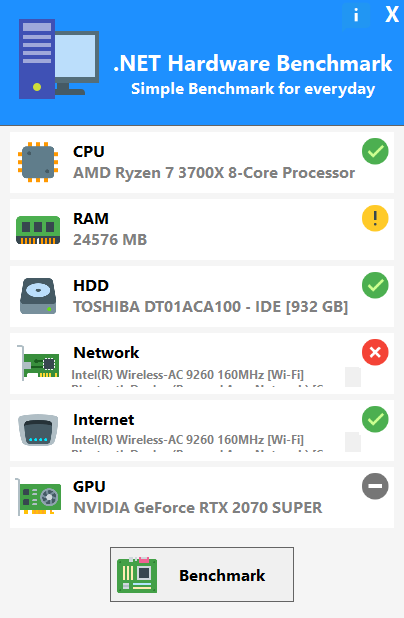 i X
.NET Hardware Benchmark
Simple Benchmark for everyday
CPU
AMD Ryzen 7 3700X 8-Core Processor
RAM
24576 MB
HDD
TOSHIBA DT01ACA100 - IDE [932 GB]
Network
Intel(R) Wireless-AC 9260 160MHz [Wi-Fi]
Internet
Intel(R) Wireless-AC 9260 160MHz [Wi-Fi]
GPU
NVIDIA GeForce RTX 2070 SUPER
Benchmark